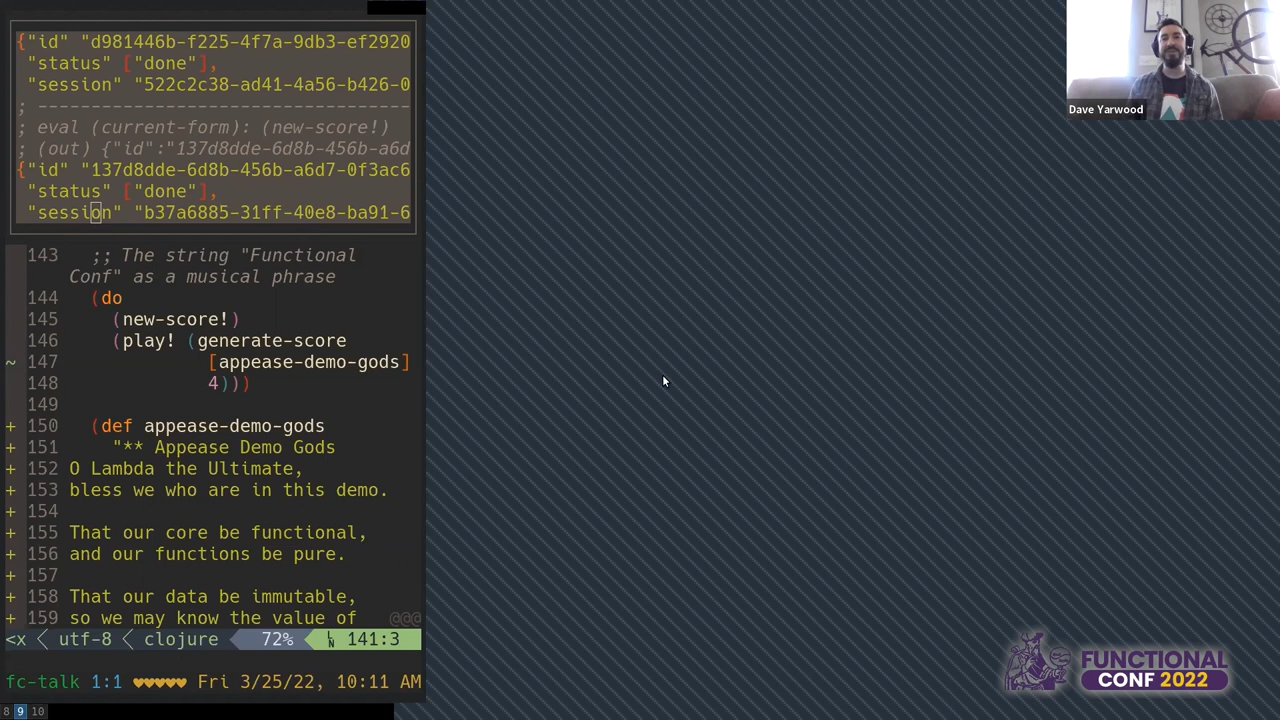 {"id" "d981446b-f225-4f7a-9db3-ef2920
"status" ["done"],
"session" "522c2c38-ad41-4a56-b426-0
; -----------------------------------
; eval (current-form): (new-score!)
; (out) {"id":"137d8dde-6d8b-456b-a6d
{"id" "137d8dde-6d8b-456b-a6d7-0f3ac6
"status" ["done"],
"session" "b37a6885-31ff-40e8-ba91-6
143 ;; The string "Functional
Conf" as a musical phrase
144 (do
145 (new-score!)
146 (play! (generate-score
~ 147 [appease-demo-gods]
148 4)))
149
+ 150 (def appease-demo-gods
+ 151 "** Appease Demo Gods
+ 152 O Lambda the Ultimate,
+ 153 bless we who are in this demo.
+ 154
+ 155 That our core be functional,
+ 156 and our functions be pure.
+ 157
+ 158 That our data be immutable,
+ 159 so we may know the value of @@@
<x < utf-8 < clojure 72% LN 141:3
fc-talk 1:1 ♥♥♥♥♥ Fri 3/25/22, 10:11 AM
8 9 10
Dave Yarwood
FUNCTIONAL
CONF 2022